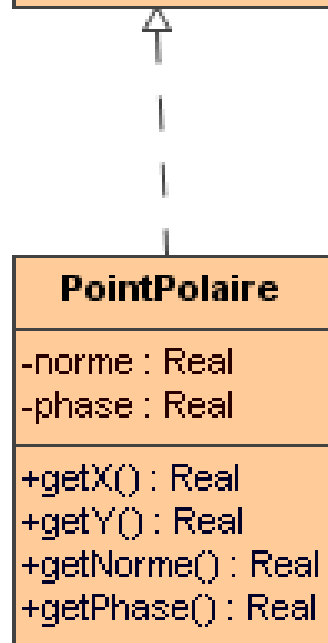 PointPolaire
-norme : Real
-phase : Real
+getX() : Real
+getY() : Real
+getNorme() : Real
+getPhase() : Real